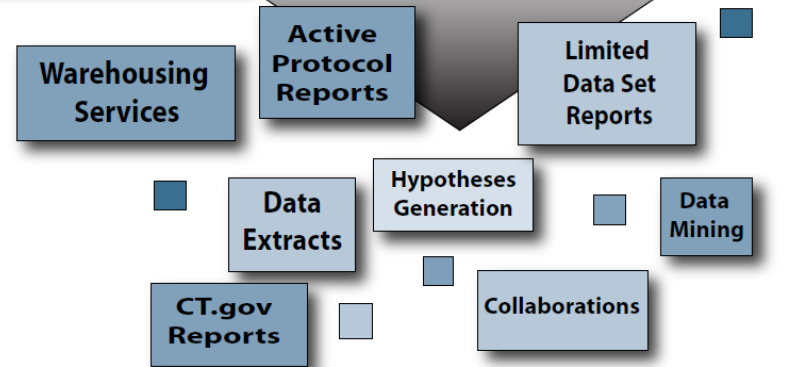 Warehousing
Services
Active
Protocol
Reports
Limited
Data Set
Reports
Data
Extracts
Hypotheses
Generation
Data
Mining
CT.gov
Reports
Collaborations